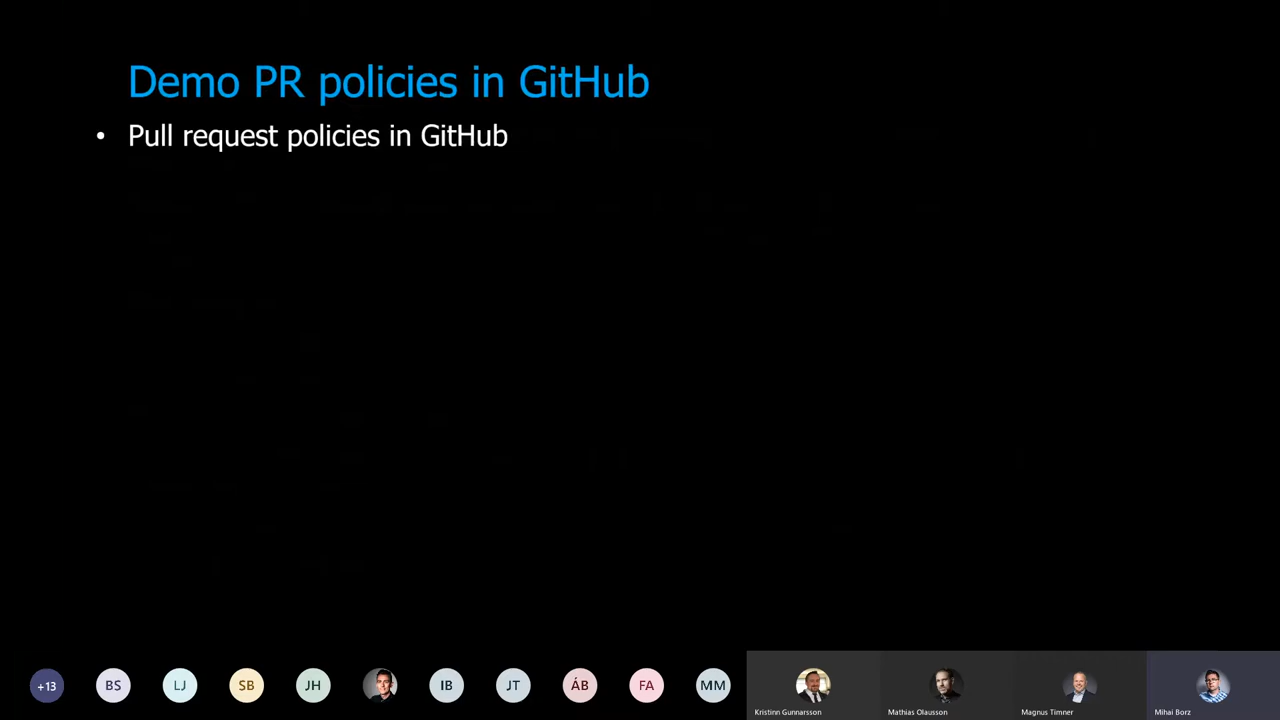 Demo PR policies in GitHub
• Pull request policies in GitHub
+13
BS
LJ
SB
JH
IB
JT
ÁB
FA
MM
Kristinn Gunnarsson
Mathias Olausson
Magnus Timner
Mihai Borz